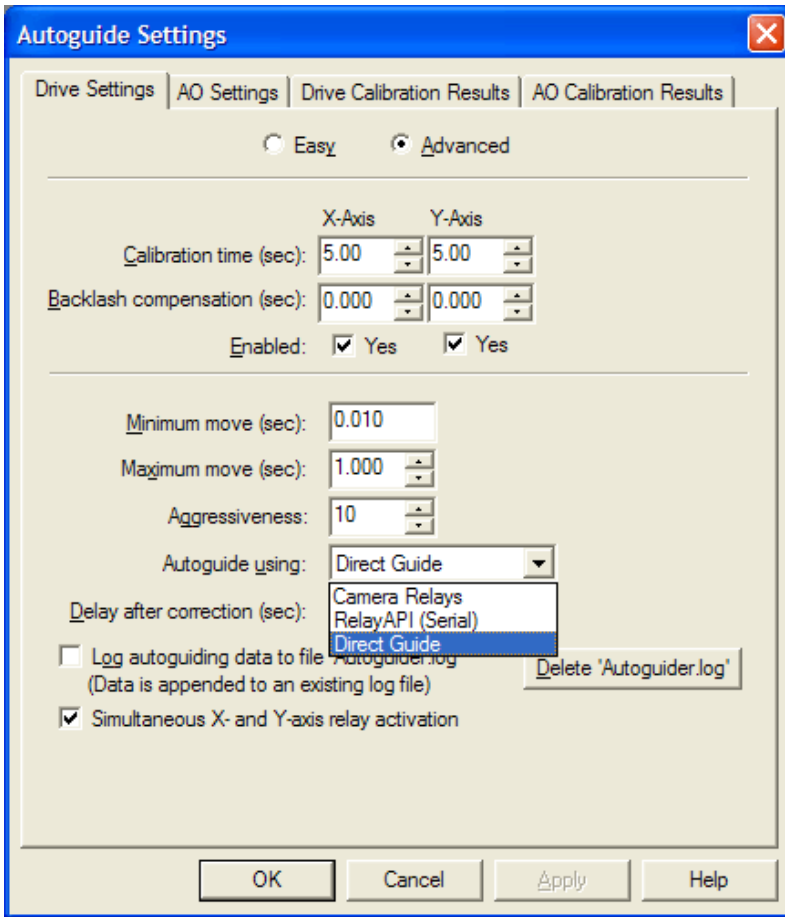 Autoguide Settings
Drive Settings AO Settings Drive Calibration Results AO Calibration Results
Easy Advanced
X-Axis Y-Axis
Calibration time (sec): 5.00 5.00
Backlash compensation (sec): 0.000 0.000
Enabled: Yes Yes
Minimum move (sec): 0.010
Maximum move (sec): 1.000
Aggressiveness: 10
Autoguide using: Direct Guide
Camera Relays
Delay after correction (sec): RelayAPI (Serial)
Direct Guide
Log autoguiding data to file 'Autoguider.log' Delete 'Autoguider.log'
(Data is appended to an existing log file)
Simultaneous X- and Y-axis relay activation
OK Cancel Apply Help